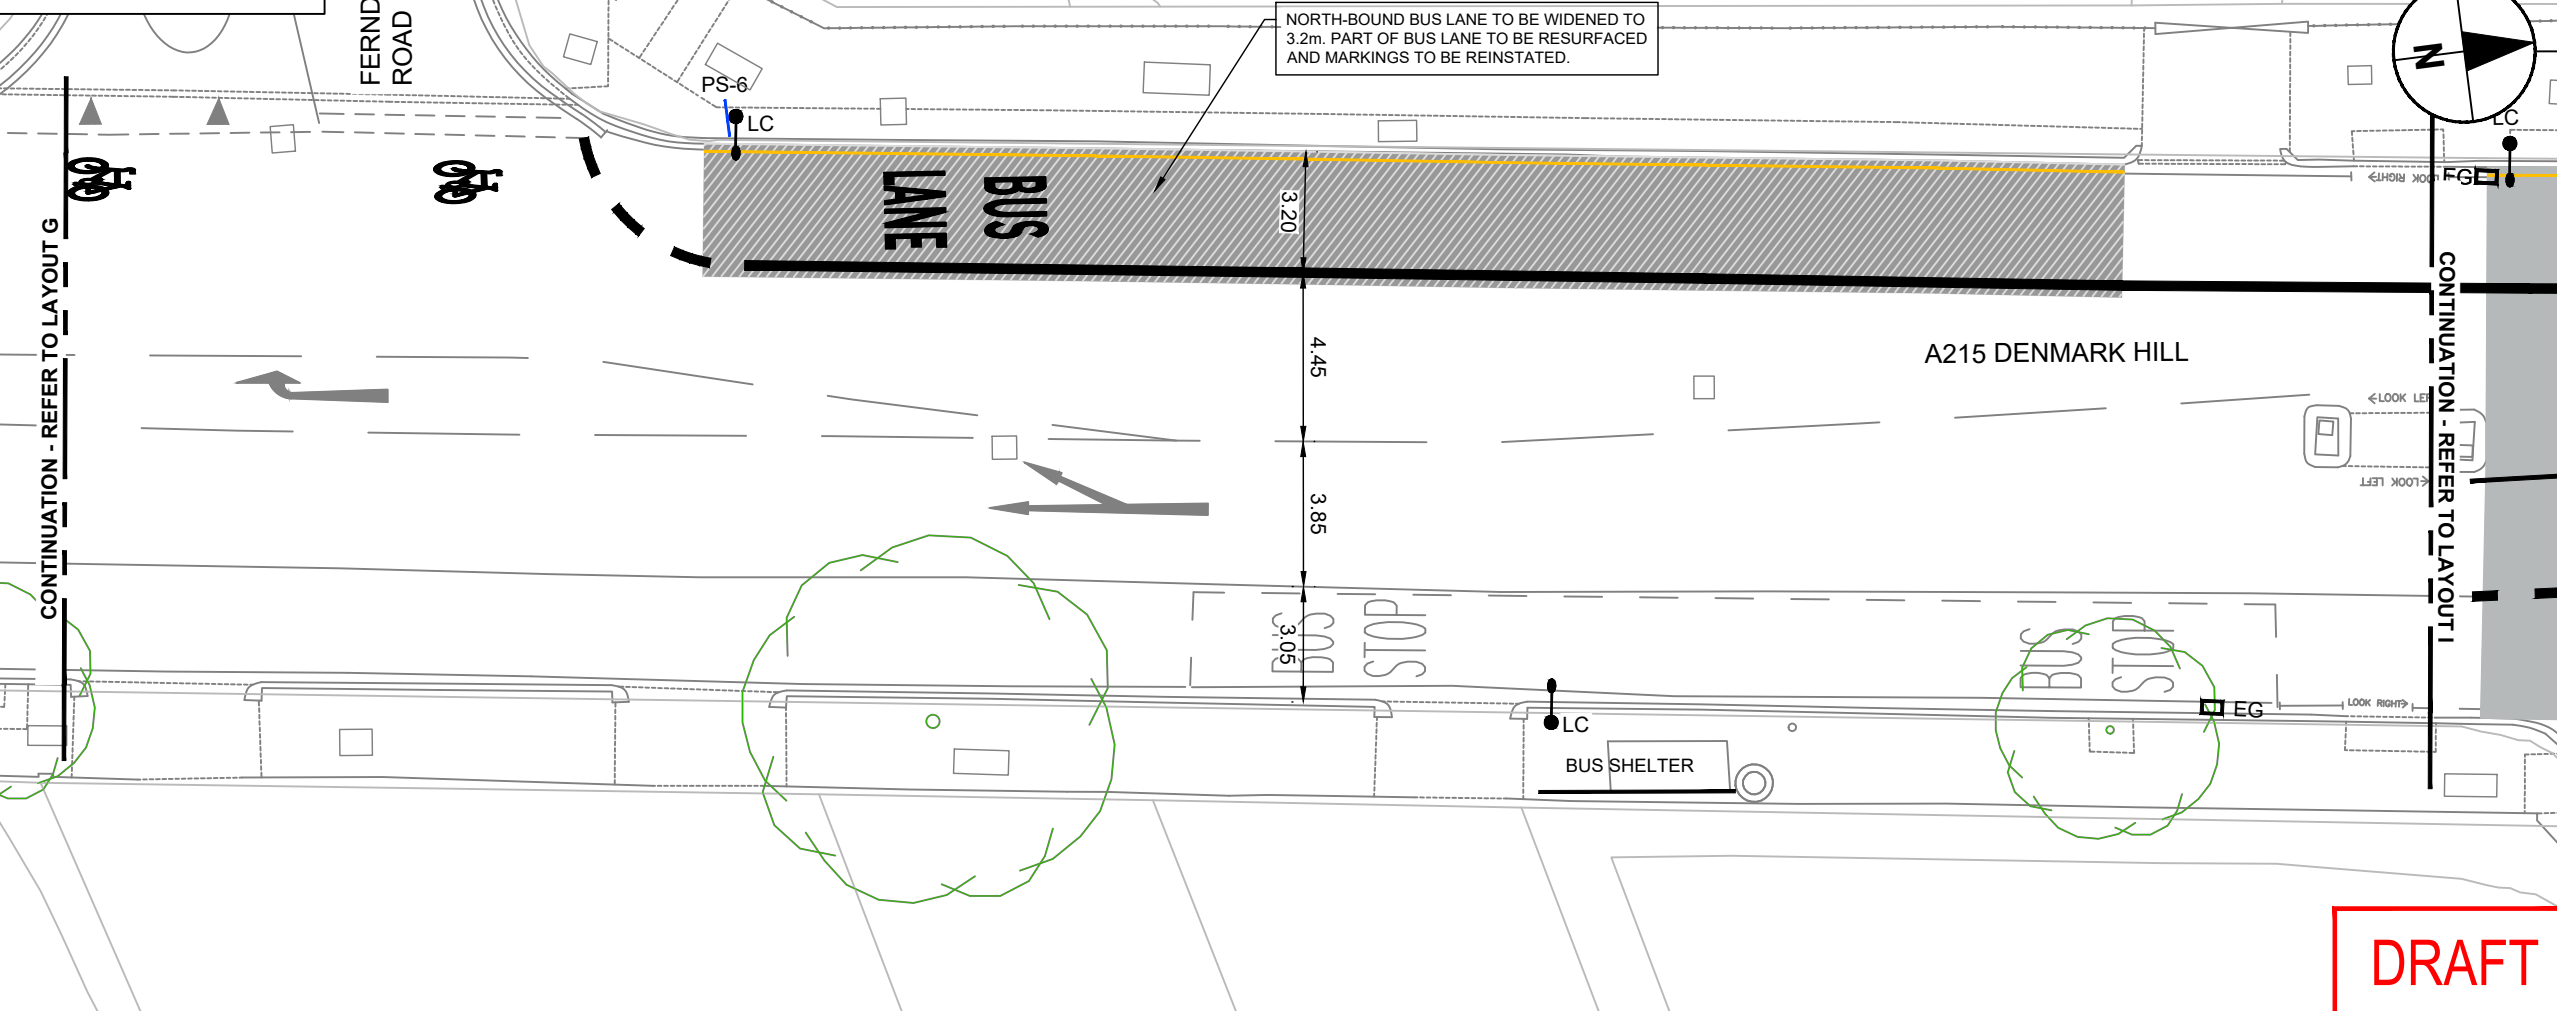 FERND
ROAD
NORTH-BOUND BUS LANE TO BE WIDENED TO
3.2m. PART OF BUS LANE TO BE RESURFACED
AND MARKINGS TO BE REINSTATED.
N
PS-6
LC
LC
BUS
LANE
3.20
LOOK RIGHT
EG
CONTINUATION - REFER TO LAYOUT G
CONTINUATION - REFER TO LAYOUT I
4.45
A215 DENMARK HILL
LOOK LEF
LOOK LEFT
3.85
BUS
STOP
3.05
BUS
STOP
LC
EG
LOOK RIGHT
BUS SHELTER
DRAFT